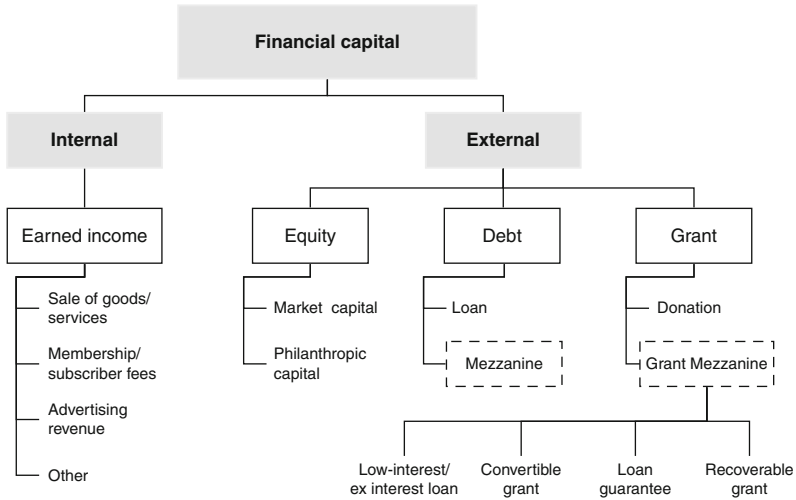 Financial capital
Internal
External
Earned income
Equity
Debt
Grant
Sale of goods/
services
Membership/
subscriber fees
Advertising
revenue
Other
Market capital
Philanthropic
capital
Loan
Mezzanine
Donation
Grant Mezzanine
Low-interest/
ex interest loan
Convertible
grant
Loan
guarantee
Recoverable
grant